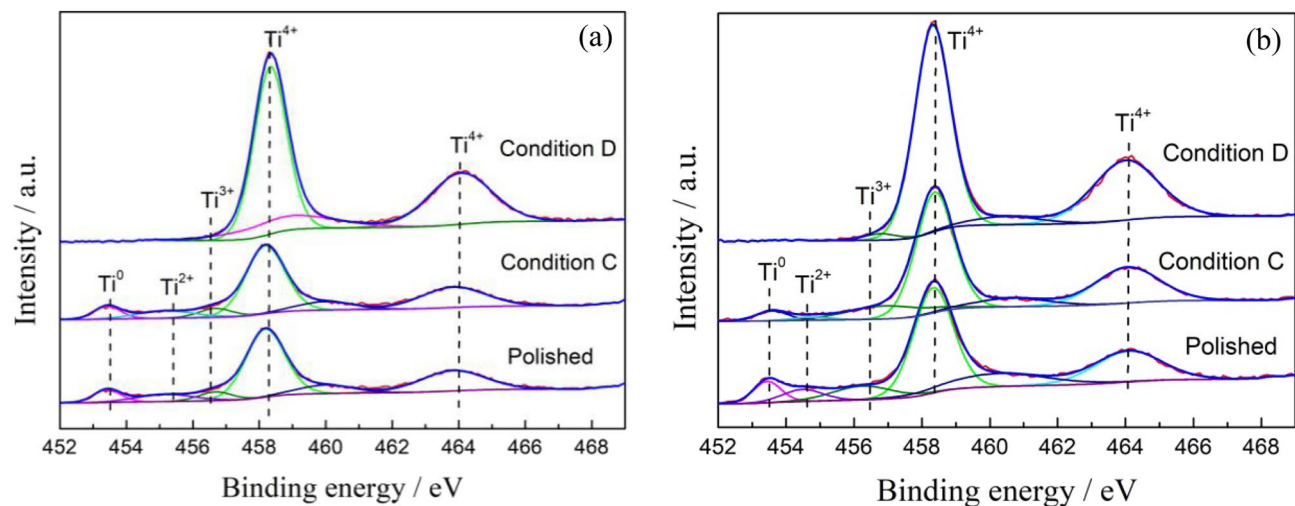 (a)
Ti⁴⁺
Ti⁴⁺
Condition D
Ti³⁺
Condition C
Ti⁰
Ti²⁺
Polished
Intensity / a.u.
452 454 456 458 460 462 464 466 468
Binding energy / eV
(b)
Ti⁴⁺
Ti⁴⁺
Condition D
Ti³⁺
Ti⁰
Ti²⁺
Condition C
Polished
Intensity / a.u.
452 454 456 458 460 462 464 466 468
Binding energy / eV